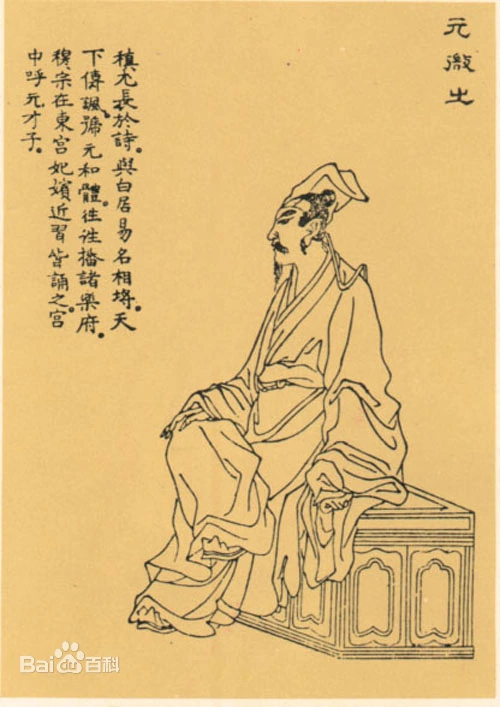 元微之
稹尤長於詩。與白居易名相埒。天
下傳諷。號元和體。往往播諸樂府。
穆宗在東宮妃嬪近習皆誦之。宮
中呼元才子。
Baidu百科